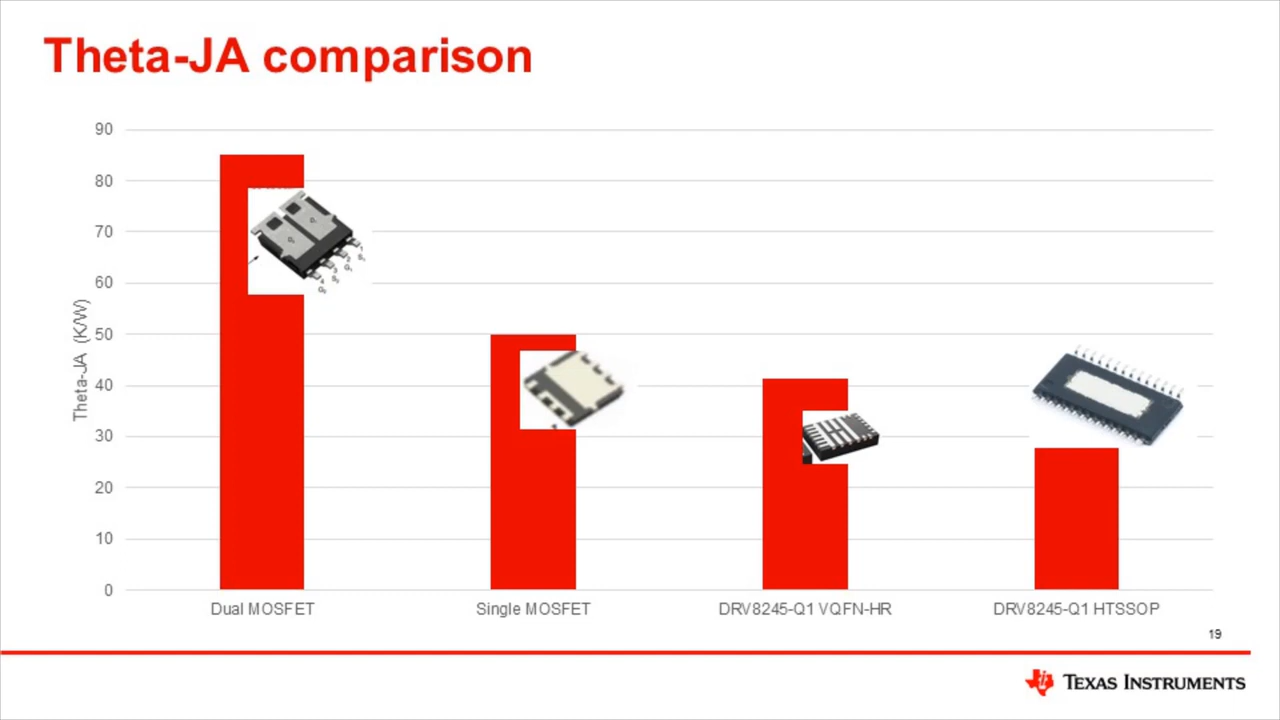 Theta-JA comparison
90
80
70
60
50
40
30
20
10
0
Theta-JA (K/W)
Dual MOSFET
Single MOSFET
DRV8245-Q1 VQFN-HR
DRV8245-Q1 HTSSOP
19
TEXAS INSTRUMENTS